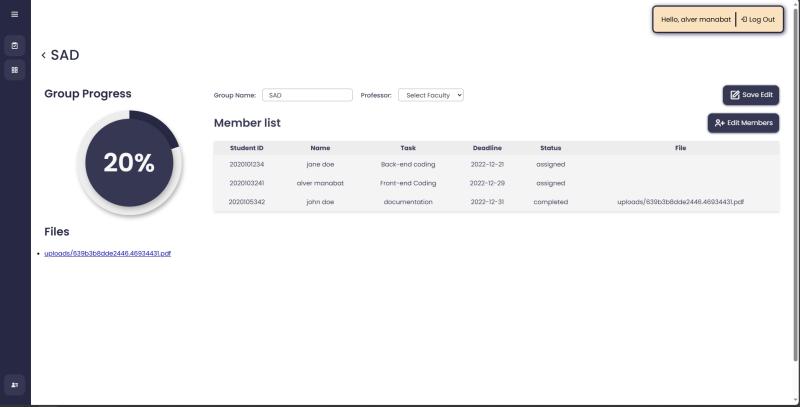 Hello, alver manabat | Log Out
< SAD
Group Progress
20%
Files
uploads/639b3b8dde2446.46934431.pdf
Group Name: SAD Professor: Select Faculty Save Edit
Member list Edit Members
Student ID Name Task Deadline Status File
2020101234 jane doe Back-end coding 2022-12-21 assigned
2020103241 alver manabat Front-end Coding 2022-12-29 assigned
2020105342 john doe documentation 2022-12-31 completed uploads/639b3b8dde2446.46934431.pdf